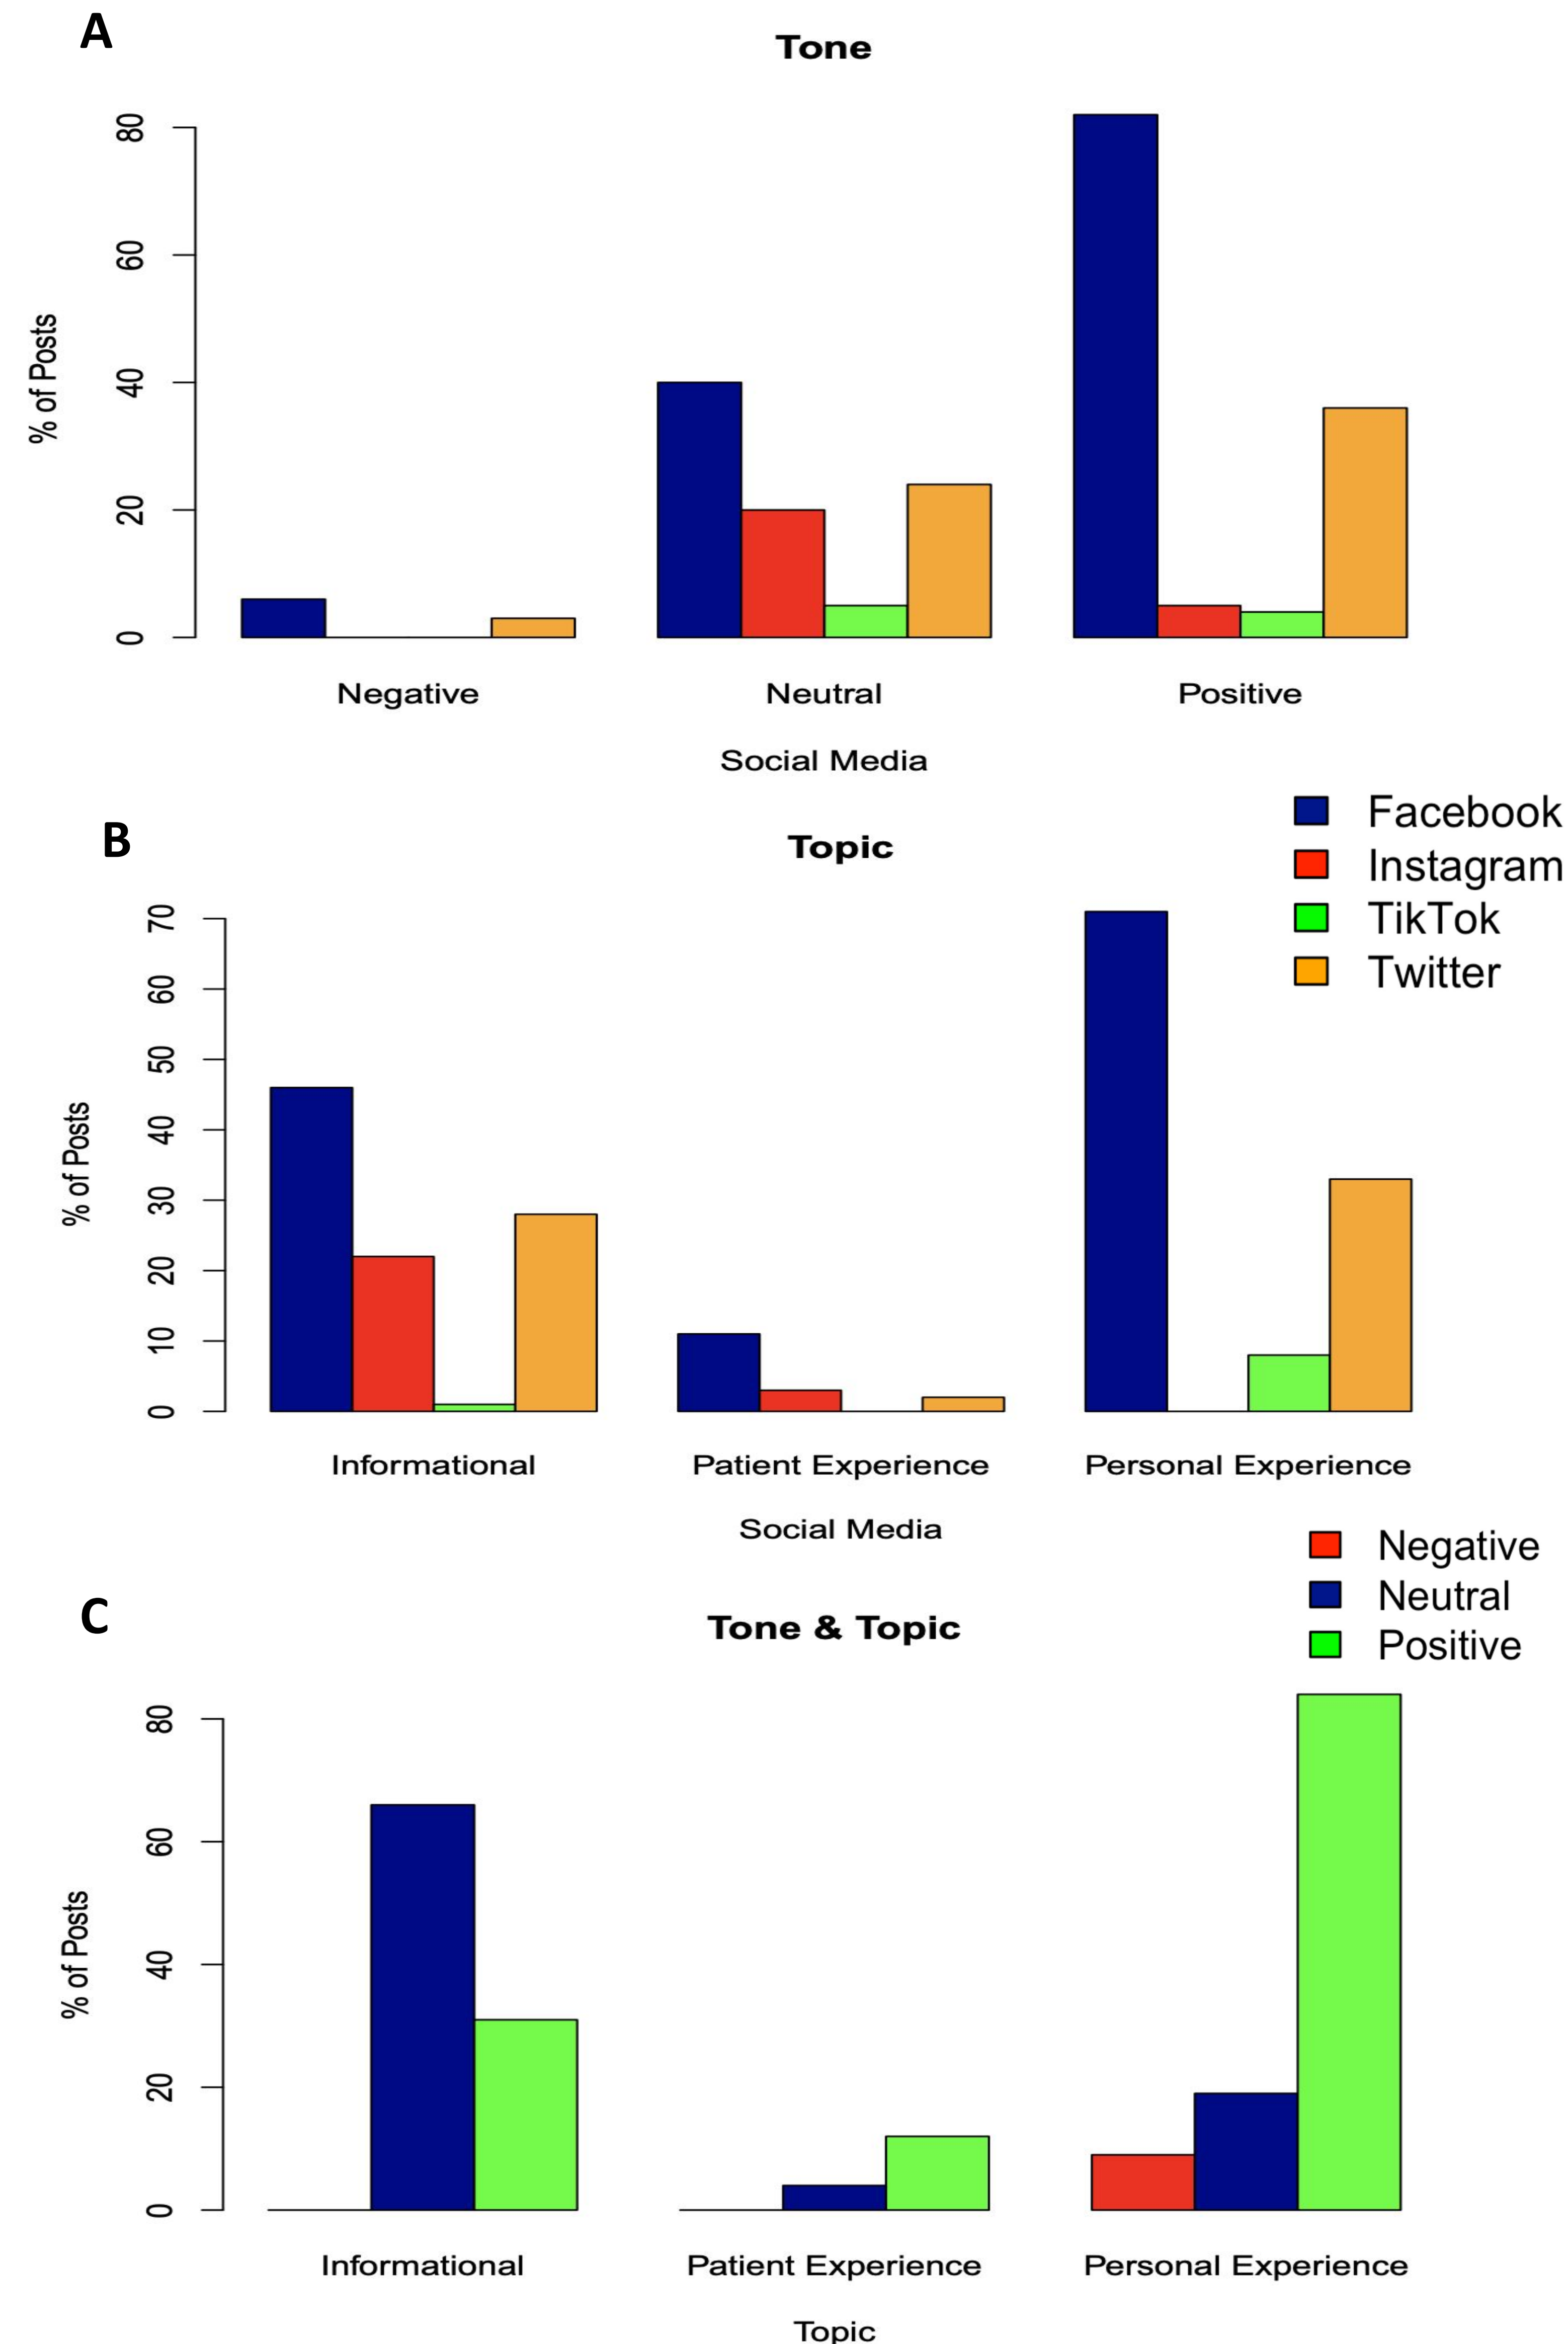 A
Tone
% of Posts
80
60
40
20
0
Negative
Neutral
Positive
Social Media
Facebook
Instagram
TikTok
Twitter
B
Topic
% of Posts
70
60
50
40
30
20
10
0
Informational
Patient Experience
Personal Experience
Social Media
Negative
Neutral
Positive
C
Tone & Topic
% of Posts
80
60
40
20
0
Informational
Patient Experience
Personal Experience
Topic